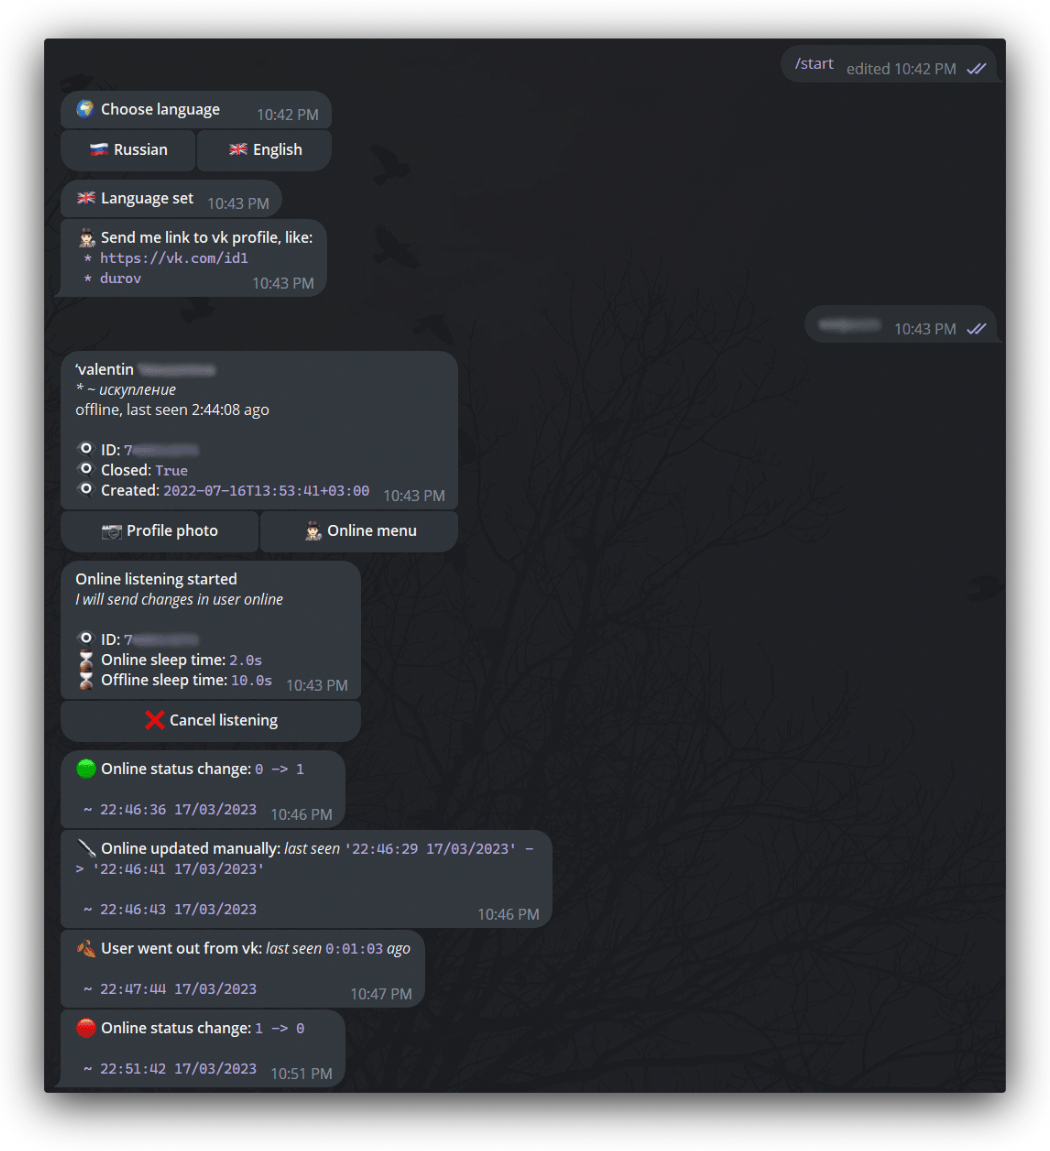 /start edited 10:42 PM
Choose language 10:42 PM
Russian English
Language set 10:43 PM
Send me link to vk profile, like:
* https://vk.com/id1
* durov 10:43 PM
10:43 PM
‘valentin
* ~ искупление
offline, last seen 2:44:08 ago
ID: 7
Closed: True
Created: 2022-07-16T13:53:41+03:00 10:43 PM
Profile photo Online menu
Online listening started
I will send changes in user online
ID: 7
Online sleep time: 2.0s
Offline sleep time: 10.0s 10:43 PM
Cancel listening
Online status change: 0 -> 1
~ 22:46:36 17/03/2023 10:46 PM
Online updated manually: last seen '22:46:29 17/03/2023' -
> '22:46:41 17/03/2023'
~ 22:46:43 17/03/2023 10:46 PM
User went out from vk: last seen 0:01:03 ago
~ 22:47:44 17/03/2023 10:47 PM
Online status change: 1 -> 0
~ 22:51:42 17/03/2023 10:51 PM